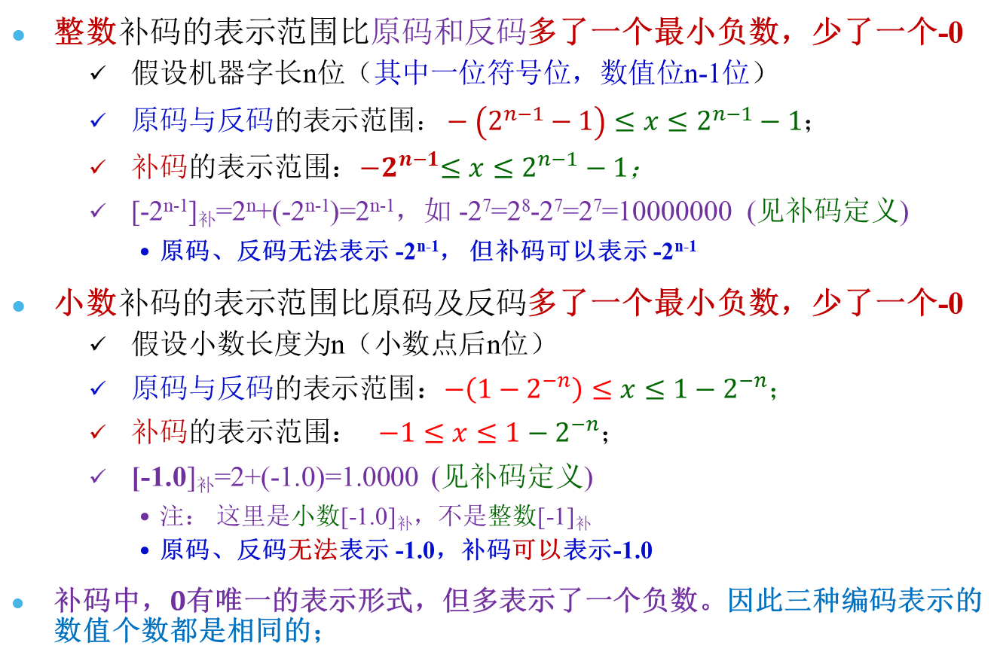 • 整数补码的表示范围比原码和反码多了一个最小负数，少了一个-0
✓ 假设机器字长n位（其中一位符号位，数值位n-1位）
✓ 原码与反码的表示范围：$-(2^{n-1}-1) \leq x \leq 2^{n-1}-1$；
✓ 补码的表示范围：$-2^{n-1} \leq x \leq 2^{n-1}-1$；
✓ $[-2^{n-1}]_{补}=2^{n}+(-2^{n-1})=2^{n-1}$，如 $-2^{7}=2^{8}-2^{7}=2^{7}=10000000$ (见补码定义)
• 原码、反码无法表示 $-2^{n-1}$， 但补码可以表示 $-2^{n-1}$
• 小数补码的表示范围比原码及反码多了一个最小负数，少了一个-0
✓ 假设小数长度为n（小数点后n位）
✓ 原码与反码的表示范围：$-(1-2^{-n}) \leq x \leq 1-2^{-n}$；
✓ 补码的表示范围： $-1 \leq x \leq 1-2^{-n}$；
✓ $[-1.0]_{补}=2+(-1.0)=1.0000$ (见补码定义)
• 注： 这里是小数$[-1.0]_{补}$，不是整数$[-1]_{补}$
• 原码、反码无法表示 -1.0，补码可以表示-1.0
• 补码中，0有唯一的表示形式，但多表示了一个负数。因此三种编码表示的
数值个数都是相同的；